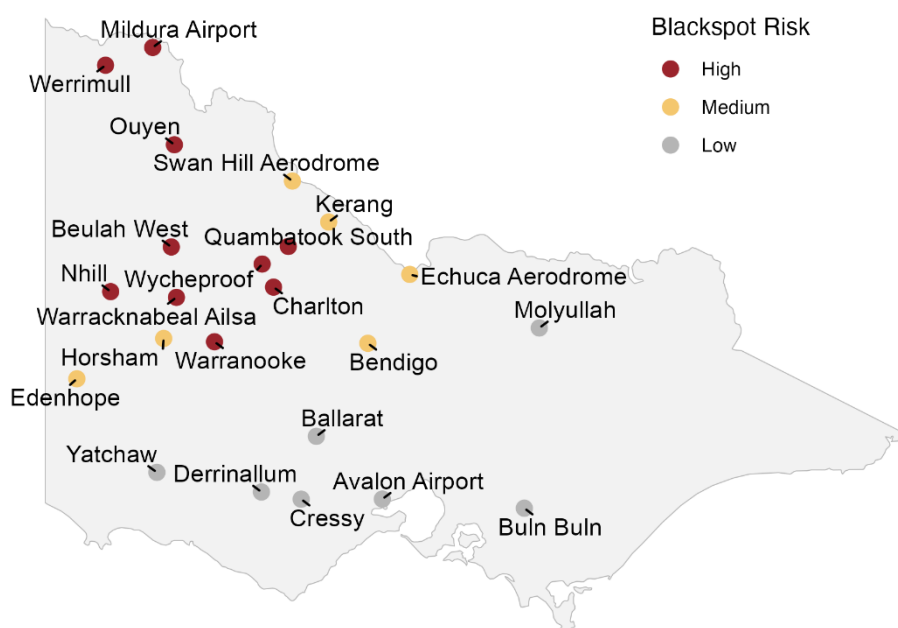 Mildura Airport
Werrimull
Ouyen
Swan Hill Aerodrome
Kerang
Beulah West
Quambatook South
Nhill
Wycheproof
Echuca Aerodrome
Charlton
Warracknabeal Ailsa
Molyullah
Horsham
Warranooke
Bendigo
Edenhope
Ballarat
Yatchaw
Derrinallum
Avalon Airport
Cressy
Buln Buln
Blackspot Risk
High
Medium
Low